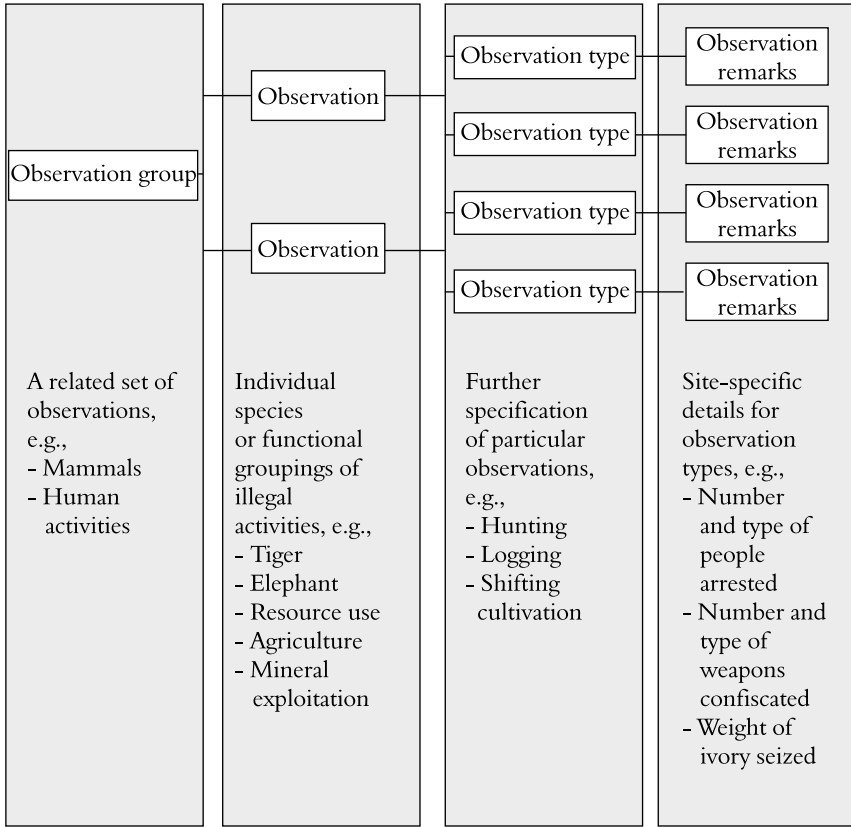 Observation group
Observation
Observation
Observation type
Observation type
Observation type
Observation type
Observation
remarks
Observation
remarks
Observation
remarks
Observation
remarks
A related set of
observations,
e.g.,
- Mammals
- Human
activities
Individual
species
or functional
groupings of
illegal
activities, e.g.,
- Tiger
- Elephant
- Resource use
- Agriculture
- Mineral
exploitation
Further
specification
of particular
observations,
e.g.,
- Hunting
- Logging
- Shifting
cultivation
Site-specific
details for
observation
types, e.g.,
- Number
and type of
people
arrested
- Number and
type of
weapons
confiscated
- Weight of
ivory seized